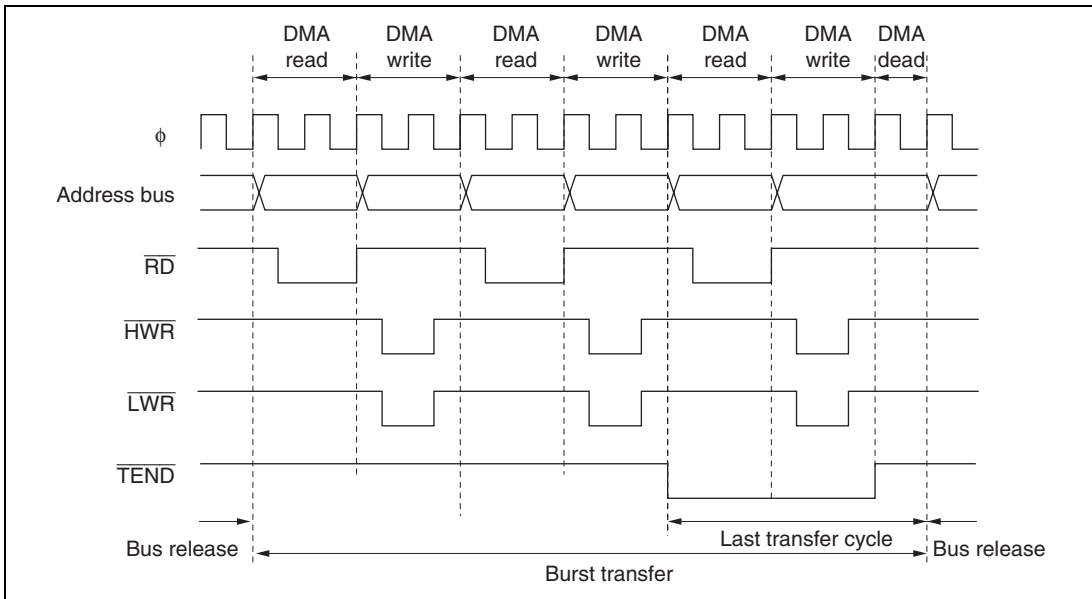 DMA DMA DMA DMA DMA DMA DMA
read write read write read write dead
φ
Address bus
RD
HWR
LWR
TEND
Last transfer cycle
Bus release Bus release
Burst transfer